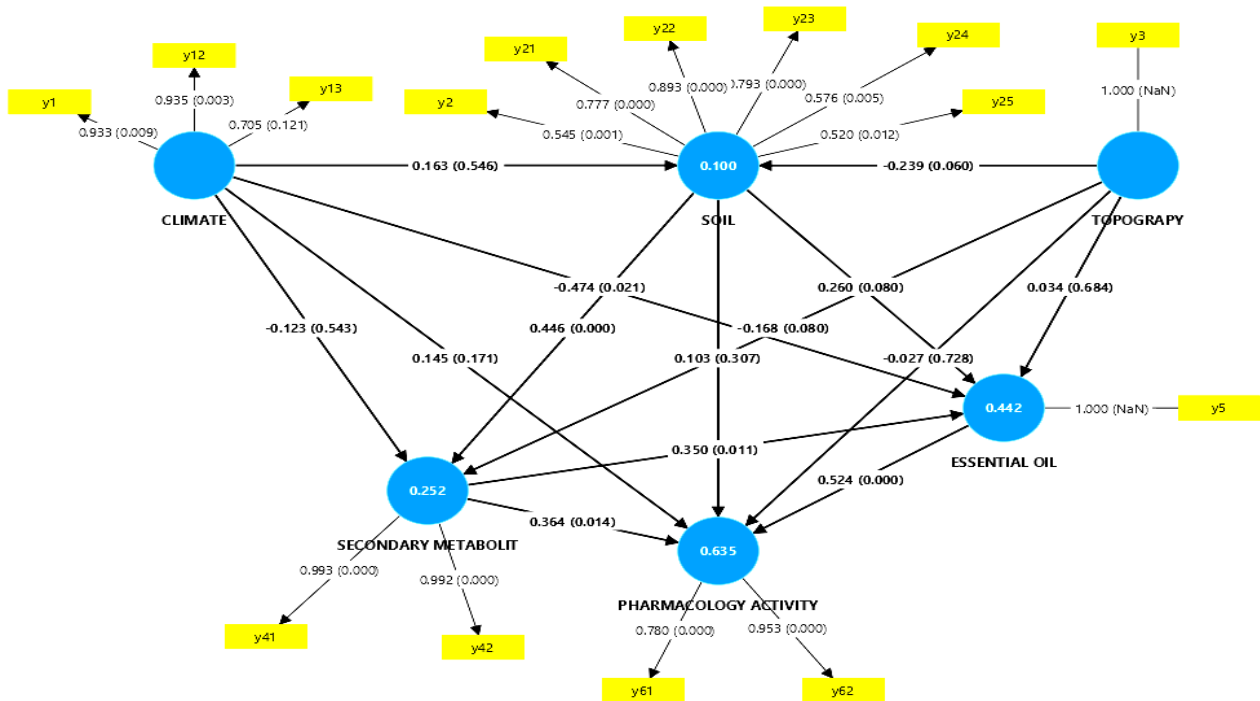 y12
y22
y23
y21
y24
y3
y1
y13
y2
y25
0.935 (0.003)
0.933 (0.009)
0.705 (0.121)
0.777 (0.000)
0.893 (0.000)
0.793 (0.000)
0.576 (0.005)
0.545 (0.001)
0.520 (0.012)
1.000 (NaN)
0.163 (0.546)
0.100
-0.239 (0.060)
CLIMATE
SOIL
TOPOGRAPY
-0.474 (0.021)
0.260 (0.080)
0.034 (0.684)
-0.123 (0.543)
0.446 (0.000)
-0.168 (0.080)
0.145 (0.171)
0.103 (0.307)
-0.027 (0.728)
0.442
1.000 (NaN)
y5
ESSENTIAL OIL
0.350 (0.011)
0.524 (0.000)
0.252
0.364 (0.014)
SECONDARY METABOLIT
0.635
0.993 (0.000)
0.992 (0.000)
PHARMACOLOGY ACTIVITY
0.780 (0.000)
0.953 (0.000)
y41
y42
y61
y62